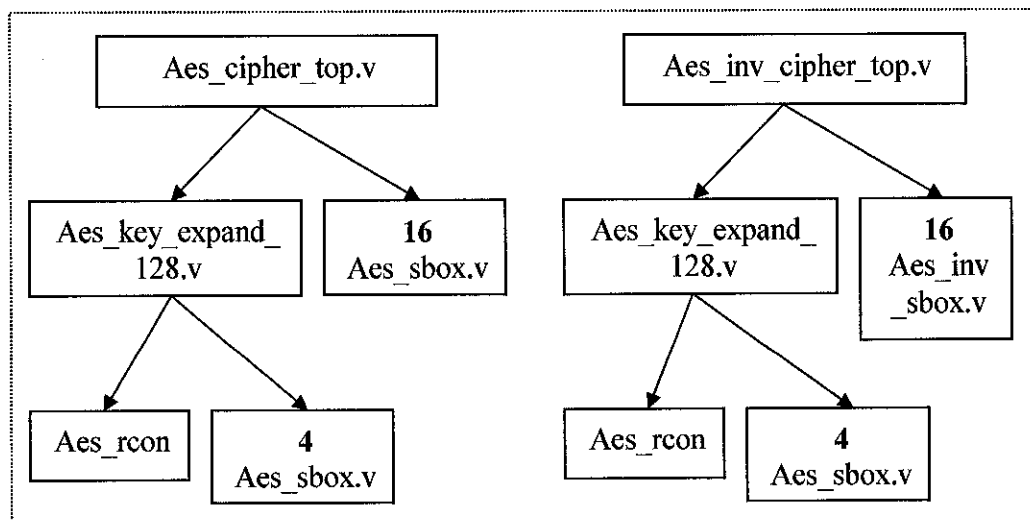 Aes_cipher_top.v
Aes_inv_cipher_top.v
Aes_key_expand_
128.v
16
Aes_sbox.v
Aes_key_expand_
128.v
16
Aes_inv
_sbox.v
Aes_rcon
4
Aes_sbox.v
Aes_rcon
4
Aes_sbox.v